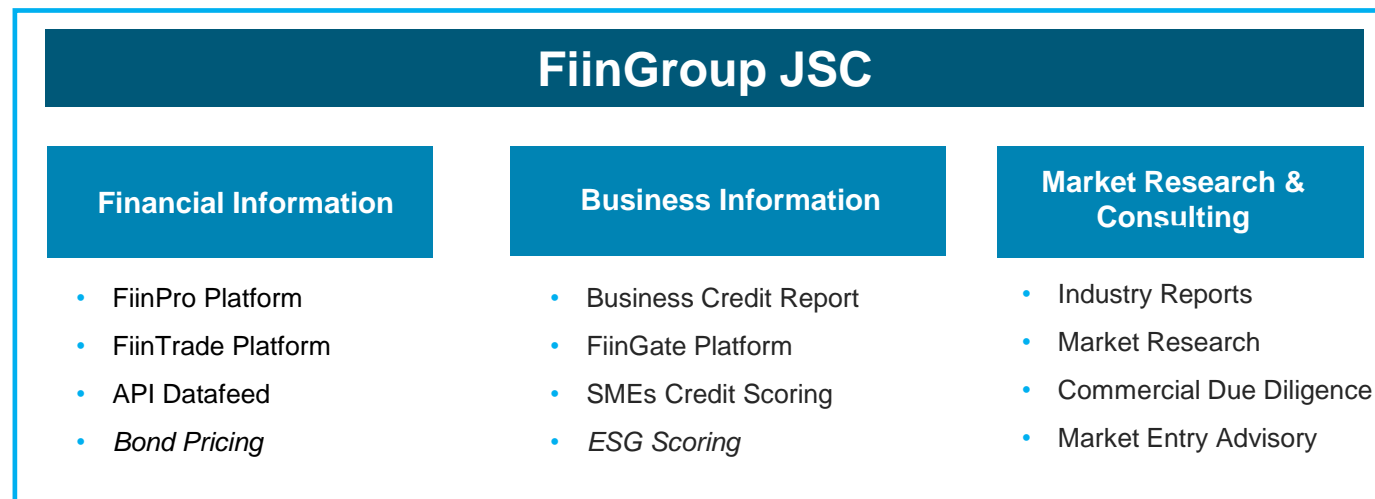 FiinGroup JSC
Financial Information
• FiinPro Platform
• FiinTrade Platform
• API Datafeed
• Bond Pricing
Business Information
• Business Credit Report
• FiinGate Platform
• SMEs Credit Scoring
• ESG Scoring
Market Research &
Consulting
• Industry Reports
• Market Research
• Commercial Due Diligence
• Market Entry Advisory